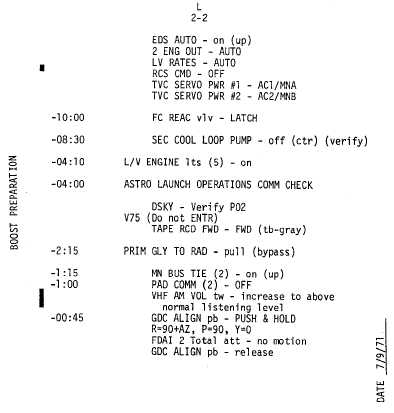 L
2-2
EDS AUTO - on (up)
2 ENG OUT - AUTO
LV RATES - AUTO
RCS CMD - OFF
TVC SERVO PWR #1 - AC1/MNA
TVC SERVO PWR #2 - AC2/MNB
-10:00 FC REAC vlv - LATCH
-08:30 SEC COOL LOOP PUMP - off (ctr) (verify)
-04:10 L/V ENGINE lts (5) - on
-04:00 ASTRO LAUNCH OPERATIONS COMM CHECK
DSKY - Verify P02
V75 (Do not ENTR)
TAPE RCD FWD - FWD (tb-gray)
-2:15 PRIM GLY TO RAD - pull (bypass)
-1:15 MN BUS TIE (2) - on (up)
-1:00 PAD COMM (2) - OFF
VHF AM VOL tw - increase to above
normal listening level
-00:45 GDC ALIGN pb - PUSH & HOLD
R=90+AZ, P=90, Y=0
FDAI 2 Total att - no motion
GDC ALIGN pb - release
BOOST PREPARATION
DATE 7/9/71